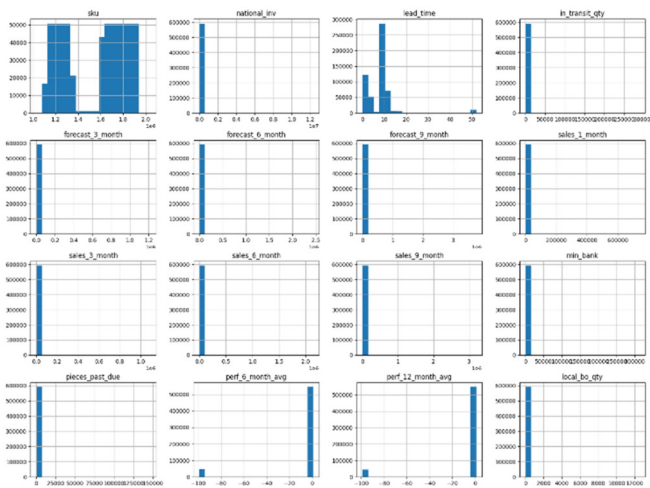 sku national_inv lead_time in_transit_qty
600000 600000 300000 600000
50000 500000 250000 500000
40000 400000 200000 400000
30000 300000 150000 300000
20000 200000 100000 200000
10000 100000 50000 100000
0 0 0 0
1.0 1.2 1.4 1.6 1.8 2.0 0.0 0.2 0.4 0.6 0.8 1.0 1.2 0 10 20 30 40 50 0 50000
1e6 1e7
forecast_3_month forecast_6_month forecast_9_month sales_1_month
600000 600000 600000 600000
500000 500000 500000 500000
400000 400000 400000 400000
300000 300000 300000 300000
200000 200000 200000 200000
100000 100000 100000 100000
0 0 0 0
0.0 0.2 0.4 0.6 0.8 1.0 1.2 0.0 0.5 1.0 1.5 2.0 2.5 0 1 2 3 0 200000 400000 600000
1e6 1e6 1e6
sales_3_month sales_6_month sales_9_month min_bank
600000 600000 600000 600000
500000 500000 500000 500000
400000 400000 400000 400000
300000 300000 300000 300000
200000 200000 200000 200000
100000 100000 100000 100000
0 0 0 0
0.0 0.2 0.4 0.6 0.8 1.0 0.0 0.5 1.0 1.5 2.0 0 1 2 3 0
1e6 1e6 1e6
pieces_past_due perf_6_month_avg perf_12_month_avg local_bo_qty
600000 600000
500000 500000 500000 500000
400000 400000 400000 400000
300000 300000 300000 300000
200000 200000 200000 200000
100000 100000 100000 100000
0 0 0 0
0 25000 50000 75000 −100 −80 −60 −40 −20 0 −100 −80 −60 −40 −20 0 0 2000 4000 6000 8000 10000 12000